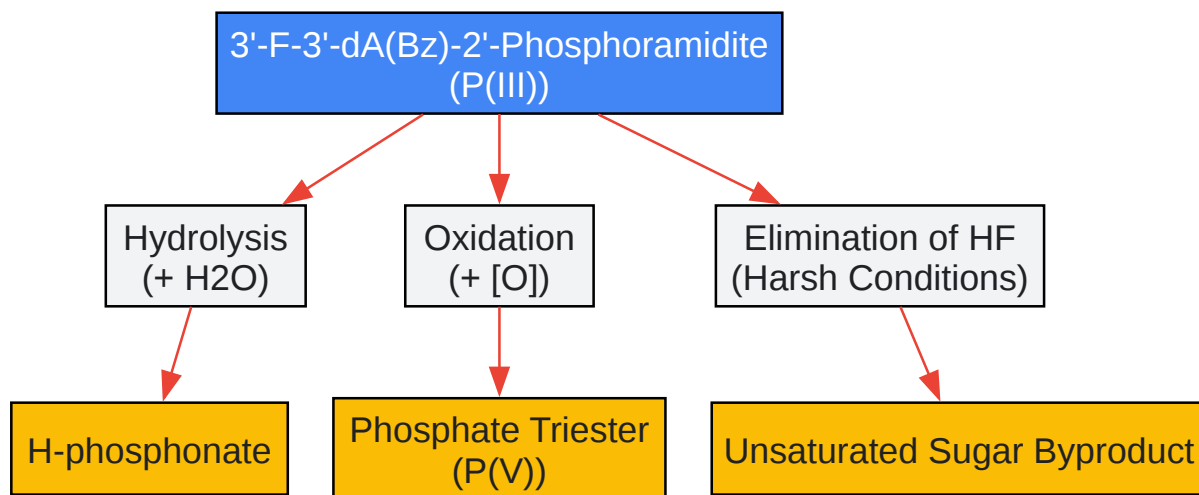 3'-F-3'-dA(Bz)-2'-Phosphoramidite
(P(III))
Hydrolysis
(+ H2O)
Oxidation
(+ [O])
Elimination of HF
(Harsh Conditions)
H-phosphonate
Phosphate Triester
(P(V))
Unsaturated Sugar Byproduct